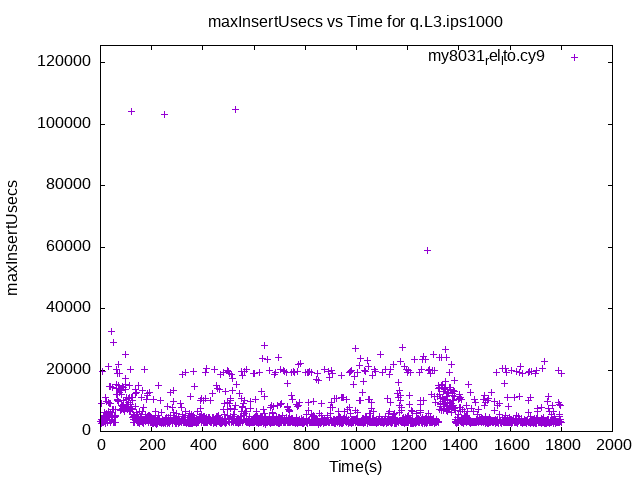 maxInsertUsecs vs Time for q.L3.ips1000
my8031rellto.cy9
maxInsertUsecs
120000
100000
80000
60000
40000
20000
0
0 200 400 600 800 1000 1200 1400 1600 1800 2000
Time(s)